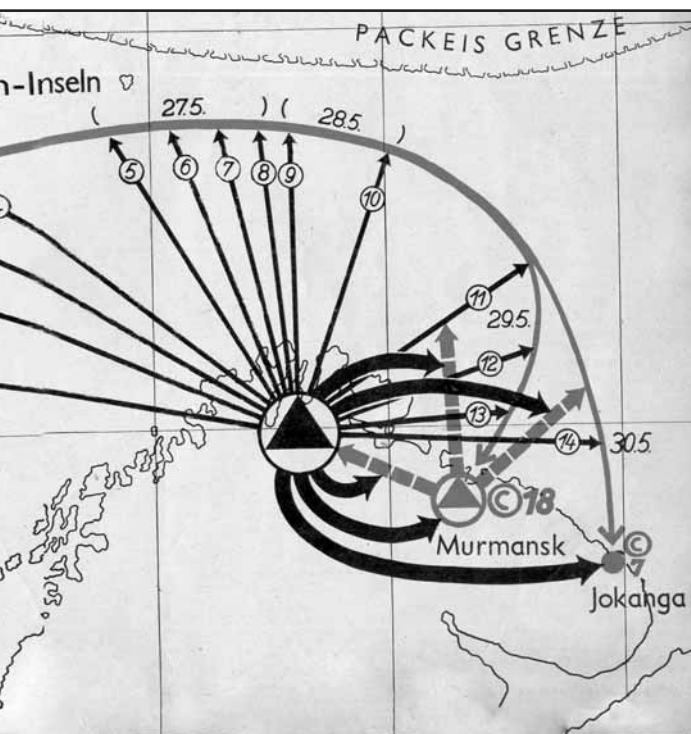 PACKEIS GRENZE
n-Inseln
( 27.5. ) ( 28.5. )
5
6
7
8
9
10
11
29.5.
12
13
14
30.5.
C 18
Murmansk
C
7
Jokanga